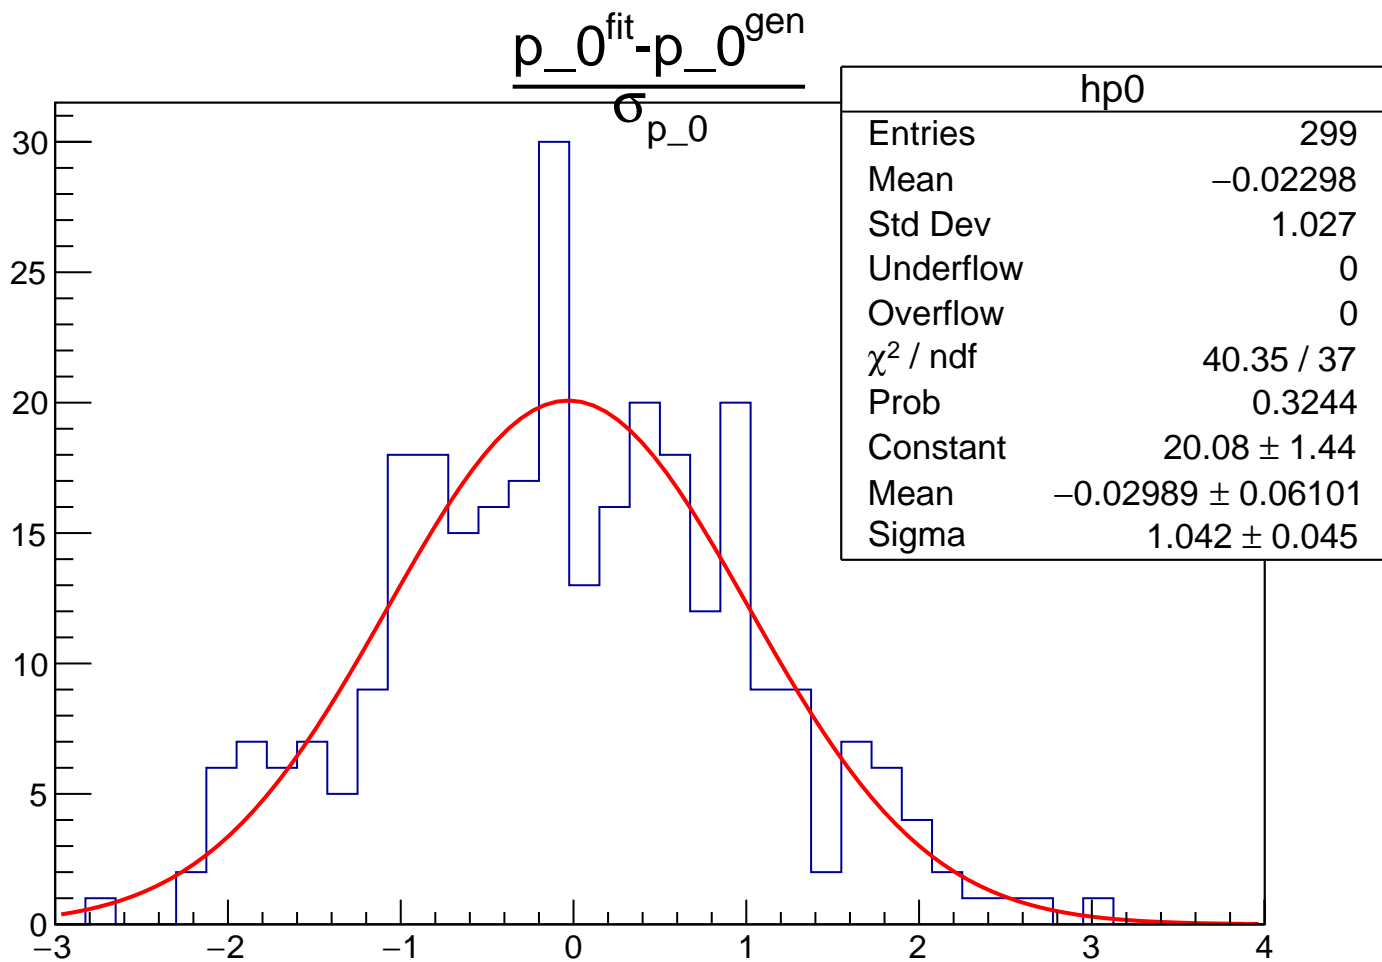 p_0^fit-p_0^gen
σ_p_0
hp0
Entries 299
Mean −0.02298
Std Dev 1.027
Underflow 0
Overflow 0
χ² / ndf 40.35 / 37
Prob 0.3244
Constant 20.08 ± 1.44
Mean −0.02989 ± 0.06101
Sigma 1.042 ± 0.045
30
25
20
15
10
5
0
−3 −2 −1 0 1 2 3 4